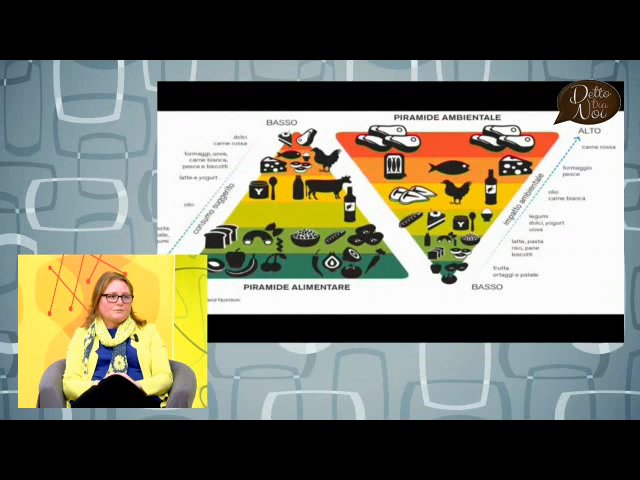 Detto
Da
Noi
PIRAMIDE AMBIENTALE
BASSO
ALTO
dolci
carne rossa
carne rossa
formaggi, uova,
carne bianca,
pesce e biscotti
formaggio
pesce
latte e yogurt
olio
carne bianca
olio
consumo suggerito
impatto ambientale
legumi
dolci, yogurt
uova
latte, pasta
riso, pane
biscotti
frutta
ortaggi e patate
PIRAMIDE ALIMENTARE
BASSO